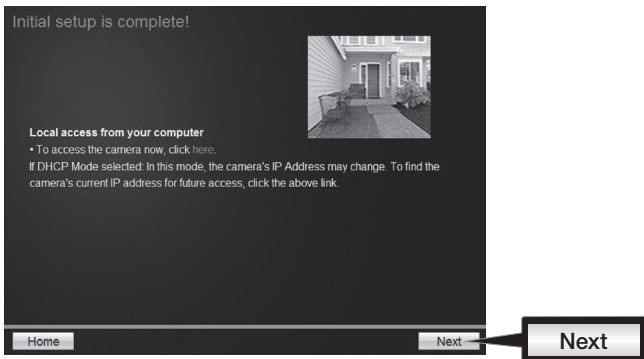 Initial setup is complete!
Local access from your computer
• To access the camera now, click here.
If DHCP Mode selected: In this mode, the camera's IP Address may change. To find the
camera's current IP address for future access, click the above link.
Home
Next
Next